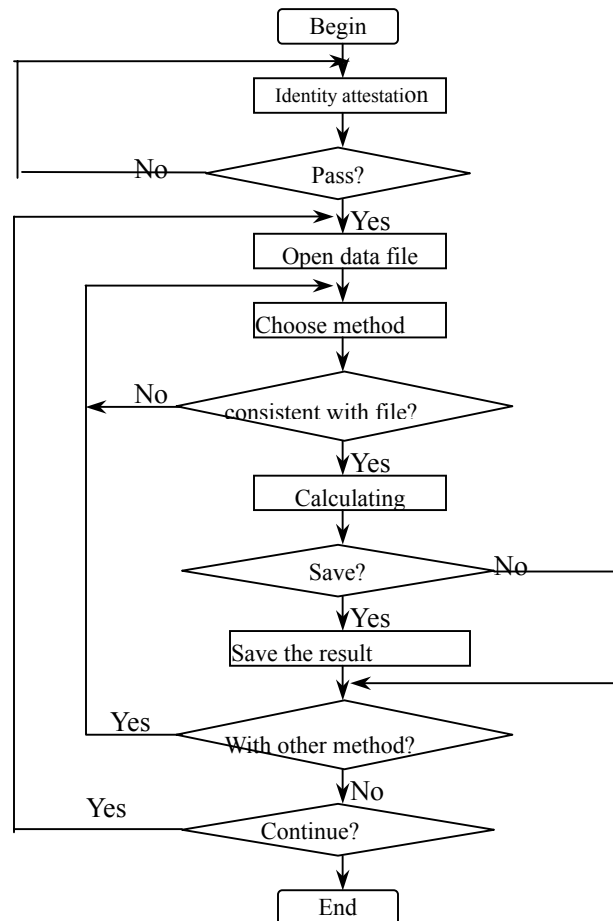 Begin
Identity attestation
No
Pass?
Yes
Open data file
Choose method
No
consistent with file?
Yes
Calculating
Save?
No
Yes
Save the result
Yes
With other method?
No
Yes
Continue?
End